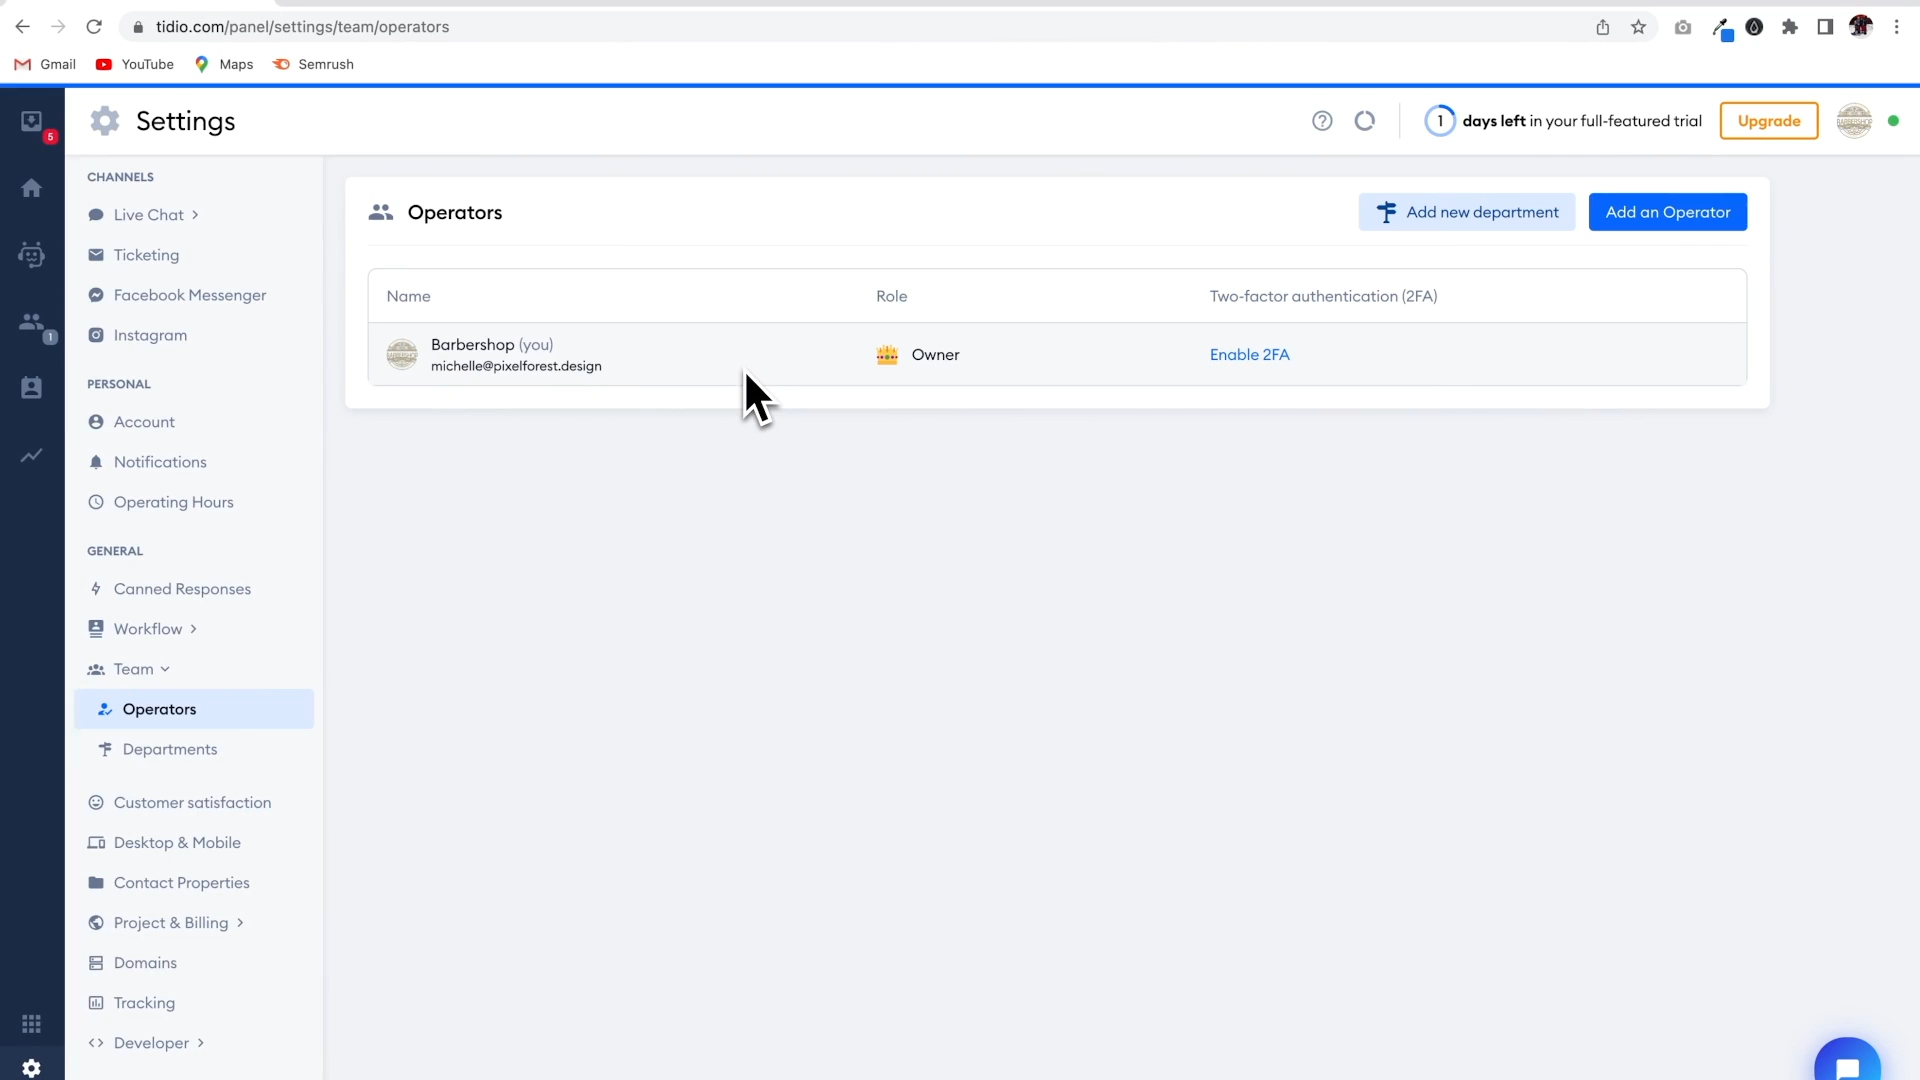 tidio.com/panel/settings/team/operators
Gmail YouTube Maps Semrush
5
Settings
1 days left in your full-featured trial Upgrade
CHANNELS
Live Chat
Ticketing
Facebook Messenger
Instagram
1
PERSONAL
Account
Notifications
Operating Hours
GENERAL
Canned Responses
Workflow
Team
Operators
Departments
Customer satisfaction
Desktop & Mobile
Contact Properties
Project & Billing
Domains
Tracking
Developer
Operators Add new department Add an Operator
Name Role Two-factor authentication (2FA)
Barbershop (you)
michelle@pixelforest.design
Owner Enable 2FA